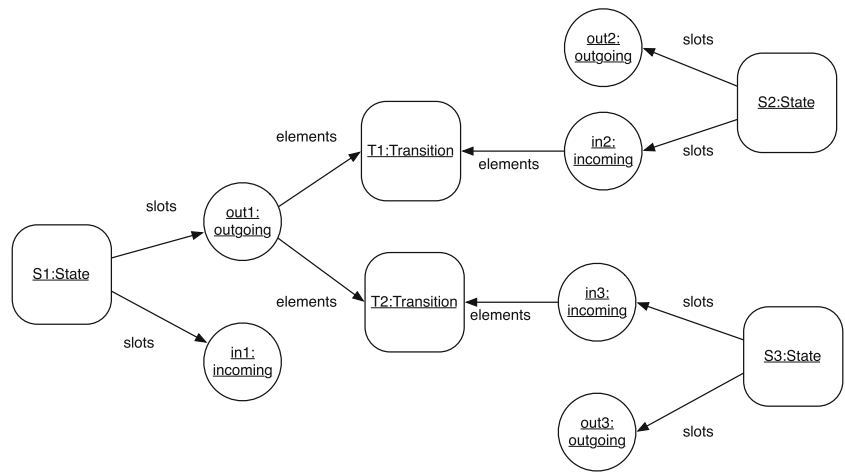 out2:
outgoing
slots
S2:State
elements
T1:Transition
in2:
incoming
elements
slots
slots
out1:
outgoing
S1:State
elements
T2:Transition
in3:
incoming
elements
slots
slots
in1:
incoming
S3:State
out3:
outgoing
slots